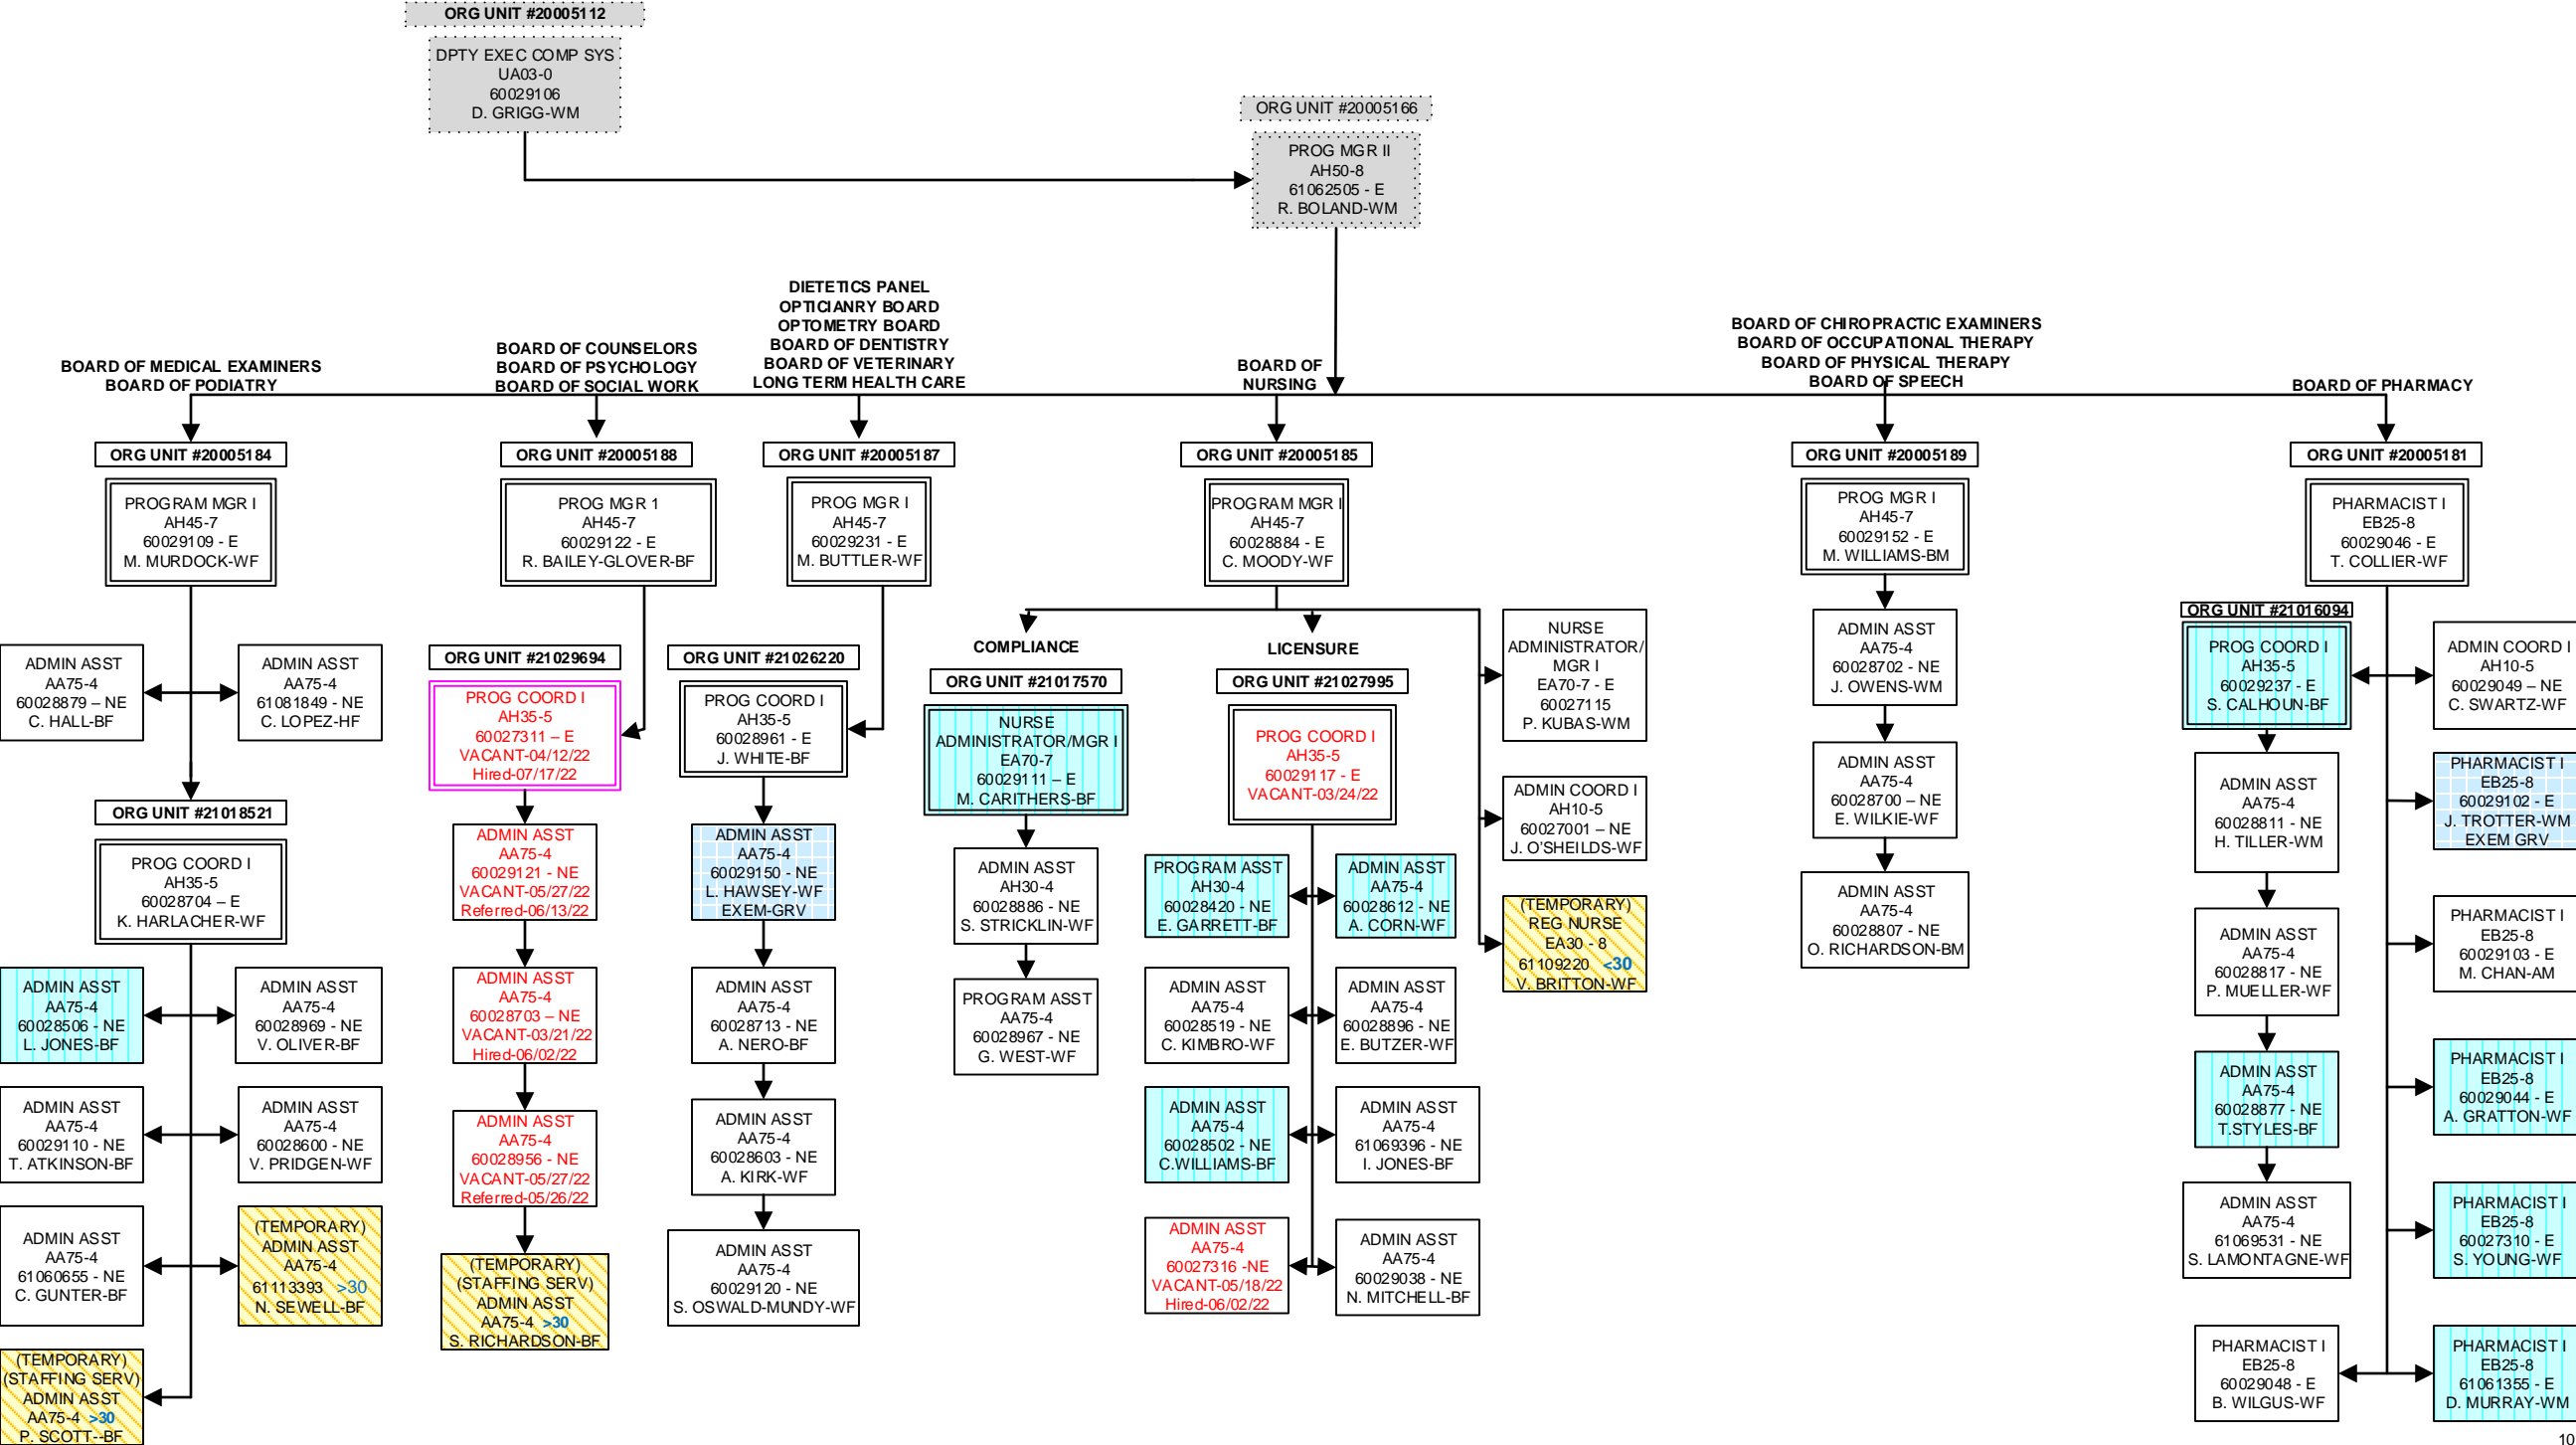 ORG UNIT #20005112
DPTY EXEC COMP SYS
UA03-0
60029106
D. GRIGG-WM
ORG UNIT #20005166
PROG MGR II
AH50-8
61062505 - E
R. BOLAND-WM
BOARD OF MEDICAL EXAMINERS
BOARD OF PODIATRY
ORG UNIT #20005184
PROGRAM MGR I
AH45-7
60029109 - E
M. MURDOCK-WF
ADMIN ASST
AA75-4
60028879 – NE
C. HALL-BF
ADMIN ASST
AA75-4
61081849 - NE
C. LOPEZ-HF
ORG UNIT #21018521
PROG COORD I
AH35-5
60028704 – E
K. HARLACHER-WF
ADMIN ASST
AA75-4
60028506 - NE
L. JONES-BF
ADMIN ASST
AA75-4
60028969 - NE
V. OLIVER-BF
ADMIN ASST
AA75-4
60029110 - NE
T. ATKINSON-BF
ADMIN ASST
AA75-4
60028600 - NE
V. PRIDGEN-WF
ADMIN ASST
AA75-4
61060655 - NE
C. GUNTER-BF
(TEMPORARY)
ADMIN ASST
AA75-4
61113393 >30
N. SEWELL-BF
(TEMPORARY)
(STAFFING SERV)
ADMIN ASST
AA75-4 >30
P. SCOTT--BF
BOARD OF COUNSELORS
BOARD OF PSYCHOLOGY
BOARD OF SOCIAL WORK
ORG UNIT #20005188
PROG MGR 1
AH45-7
60029122 - E
R. BAILEY-GLOVER-BF
ORG UNIT #21029694
PROG COORD I
AH35-5
60027311 – E
VACANT-04/12/22
Hired-07/17/22
ADMIN ASST
AA75-4
60029121 - NE
VACANT-05/27/22
Referred-06/13/22
ADMIN ASST
AA75-4
60028703 – NE
VACANT-03/21/22
Hired-06/02/22
ADMIN ASST
AA75-4
60028956 - NE
VACANT-05/27/22
Referred-05/26/22
(TEMPORARY)
(STAFFING SERV)
ADMIN ASST
AA75-4 >30
S. RICHARDSON-BF
DIETETICS PANEL
OPTICIANRY BOARD
OPTOMETRY BOARD
BOARD OF DENTISTRY
BOARD OF VETERINARY
LONG TERM HEALTH CARE
ORG UNIT #20005187
PROG MGR I
AH45-7
60029231 - E
M. BUTTLER-WF
ORG UNIT #21026220
PROG COORD I
AH35-5
60028961 - E
J. WHITE-BF
ADMIN ASST
AA75-4
60029150 - NE
L. HAWSEY-WF
EXEM-GRV
ADMIN ASST
AA75-4
60028713 - NE
A. NERO-BF
ADMIN ASST
AA75-4
60028603 - NE
A. KIRK-WF
ADMIN ASST
AA75-4
60029120 - NE
S. OSWALD-MUNDY-WF
BOARD OF
NURSING
ORG UNIT #20005185
PROGRAM MGR I
AH45-7
60028884 - E
C. MOODY-WF
COMPLIANCE
ORG UNIT #21017570
NURSE
ADMINISTRATOR/MGR I
EA70-7
60029111 – E
M. CARITHERS-BF
ADMIN ASST
AH30-4
60028886 - NE
S. STRICKLIN-WF
PROGRAM ASST
AA75-4
60028967 - NE
G. WEST-WF
LICENSURE
ORG UNIT #21027995
PROG COORD I
AH35-5
60029117 - E
VACANT-03/24/22
PROGRAM ASST
AH30-4
60028420 - NE
E. GARRETT-BF
ADMIN ASST
AA75-4
60028612 - NE
A. CORN-WF
ADMIN ASST
AA75-4
60028519 - NE
C. KIMBRO-WF
ADMIN ASST
AA75-4
60028896 - NE
E. BUTZER-WF
ADMIN ASST
AA75-4
60028502 - NE
C.WILLIAMS-BF
ADMIN ASST
AA75-4
61069396 - NE
I. JONES-BF
ADMIN ASST
AA75-4
60027316 -NE
VACANT-05/18/22
Hired-06/02/22
ADMIN ASST
AA75-4
60029038 - NE
N. MITCHELL-BF
NURSE
ADMINISTRATOR/
MGR I
EA70-7 - E
60027115
P. KUBAS-WM
ADMIN COORD I
AH10-5
60027001 – NE
J. O'SHEILDS-WF
(TEMPORARY)
REG NURSE
EA30 - 8
61109220 <30
V. BRITTON-WF
BOARD OF CHIROPRACTIC EXAMINERS
BOARD OF OCCUPATIONAL THERAPY
BOARD OF PHYSICAL THERAPY
BOARD OF SPEECH
ORG UNIT #20005189
PROG MGR I
AH45-7
60029152 - E
M. WILLIAMS-BM
ADMIN ASST
AA75-4
60028702 - NE
J. OWENS-WM
ADMIN ASST
AA75-4
60028700 – NE
E. WILKIE-WF
ADMIN ASST
AA75-4
60028807 - NE
O. RICHARDSON-BM
BOARD OF PHARMACY
ORG UNIT #20005181
PHARMACIST I
EB25-8
60029046 - E
T. COLLIER-WF
ORG UNIT #21016094
PROG COORD I
AH35-5
60029237 - E
S. CALHOUN-BF
ADMIN ASST
AA75-4
60028811 - NE
H. TILLER-WM
ADMIN ASST
AA75-4
60028817 - NE
P. MUELLER-WF
ADMIN ASST
AA75-4
60028877 - NE
T.STYLES-BF
ADMIN ASST
AA75-4
61069531 - NE
S. LAMONTAGNE-WF
PHARMACIST I
EB25-8
60029048 - E
B. WILGUS-WF
ADMIN COORD I
AH10-5
60029049 – NE
C. SWARTZ-WF
PHARMACIST I
EB25-8
60029102 - E
J. TROTTER-WM
EXEM GRV
PHARMACIST I
EB25-8
60029103 - E
M. CHAN-AM
PHARMACIST I
EB25-8
60029044 - E
A. GRATTON-WF
PHARMACIST I
EB25-8
60027310 - E
S. YOUNG-WF
PHARMACIST I
EB25-8
61061355 - E
D. MURRAY-WM
10